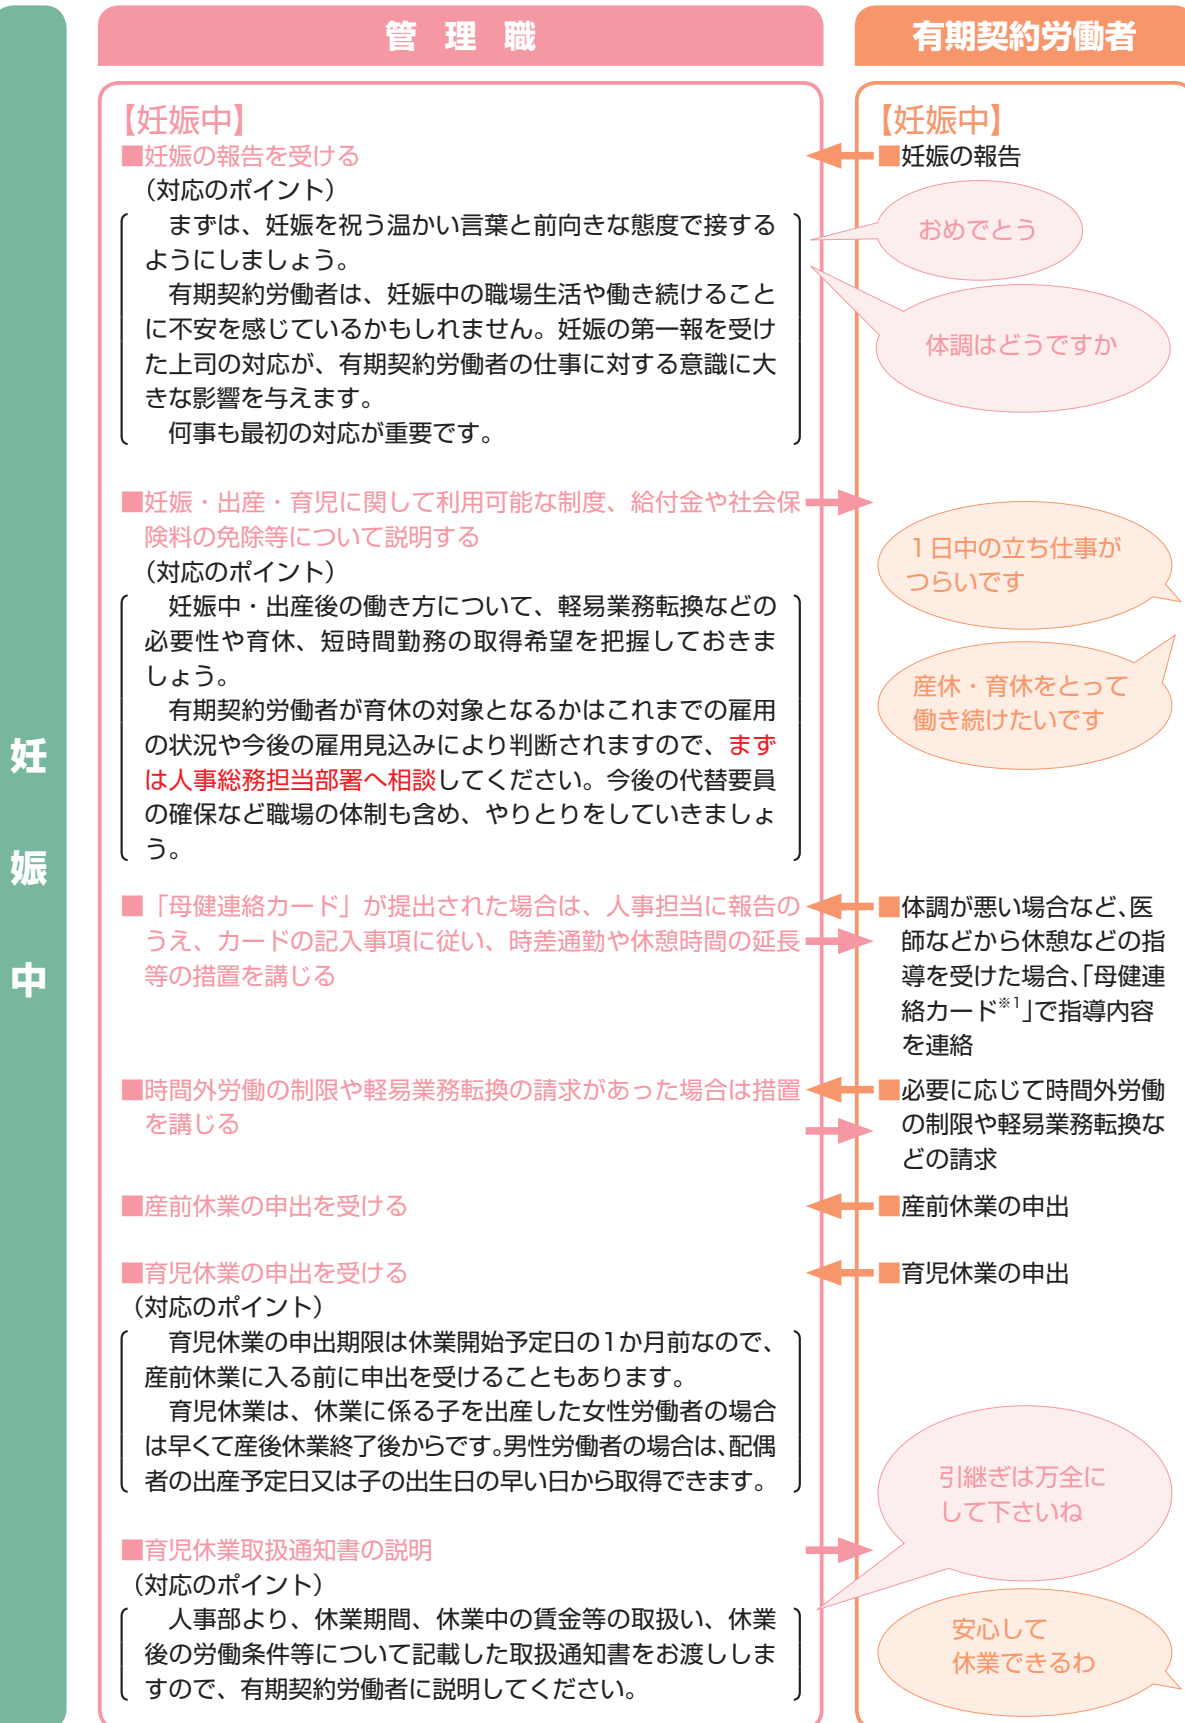 妊娠中
管理職
【妊娠中】
■妊娠の報告を受ける
（対応のポイント）
まずは、妊娠を祝う温かい言葉と前向きな態度で接する
ようにしましょう。
有期契約労働者は、妊娠中の職場生活や働き続けること
に不安を感じているかもしれません。妊娠の第一報を受け
た上司の対応が、有期契約労働者の仕事に対する意識に大
きな影響を与えます。
何事も最初の対応が重要です。
■妊娠・出産・育児に関して利用可能な制度、給付金や社会保
険料の免除等について説明する
（対応のポイント）
妊娠中・出産後の働き方について、軽易業務転換などの
必要性や育休、短時間勤務の取得希望を把握しておきま
しょう。
有期契約労働者が育休の対象となるかはこれまでの雇用
の状況や今後の雇用見込みにより判断されますので、まず
は人事総務担当部署へ相談してください。今後の代替要員
の確保など職場の体制も含め、やりとりをしていきましょ
う。
■「母健連絡カード」が提出された場合は、人事担当に報告の
うえ、カードの記入事項に従い、時差通勤や休憩時間の延長
等の措置を講じる
■時間外労働の制限や軽易業務転換の請求があった場合は措置
を講じる
■産前休業の申出を受ける
■育児休業の申出を受ける
（対応のポイント）
育児休業の申出期限は休業開始予定日の1か月前なので、
産前休業に入る前に申出を受けることもあります。
育児休業は、休業に係る子を出産した女性労働者の場合
は早くて産後休業終了後からです。男性労働者の場合は、配偶
者の出産予定日又は子の出生日の早い日から取得できます。
■育児休業取扱通知書の説明
（対応のポイント）
人事部より、休業期間、休業中の賃金等の取扱い、休業
後の労働条件等について記載した取扱通知書をお渡ししま
すので、有期契約労働者に説明してください。
有期契約労働者
【妊娠中】
■妊娠の報告
おめでとう
体調はどうですか
１日中の立ち仕事が
つらいです
産休・育休をとって
働き続けたいです
■体調が悪い場合など、医
師などから休憩などの指
導を受けた場合、「母健連
絡カード※1」で指導内容
を連絡
■必要に応じて時間外労働
の制限や軽易業務転換な
どの請求
■産前休業の申出
■育児休業の申出
引継ぎは万全に
して下さいね
安心して
休業できるわ